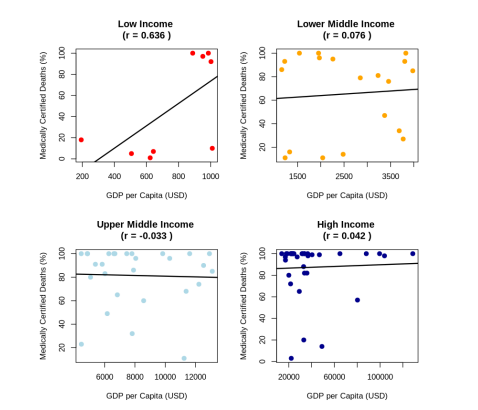 Low Income
(r = 0.636 )
Medically Certified Deaths (%)
100
80
60
40
20
0
200 400 600 800 1000
GDP per Capita (USD)
Lower Middle Income
(r = 0.076 )
Medically Certified Deaths (%)
100
80
60
40
20
1500 2500 3500
GDP per Capita (USD)
Upper Middle Income
(r = -0.033 )
Medically Certified Deaths (%)
100
80
60
40
20
6000 8000 10000 12000
GDP per Capita (USD)
High Income
(r = 0.042 )
Medically Certified Deaths (%)
100
80
60
40
20
0
20000 60000 100000
GDP per Capita (USD)